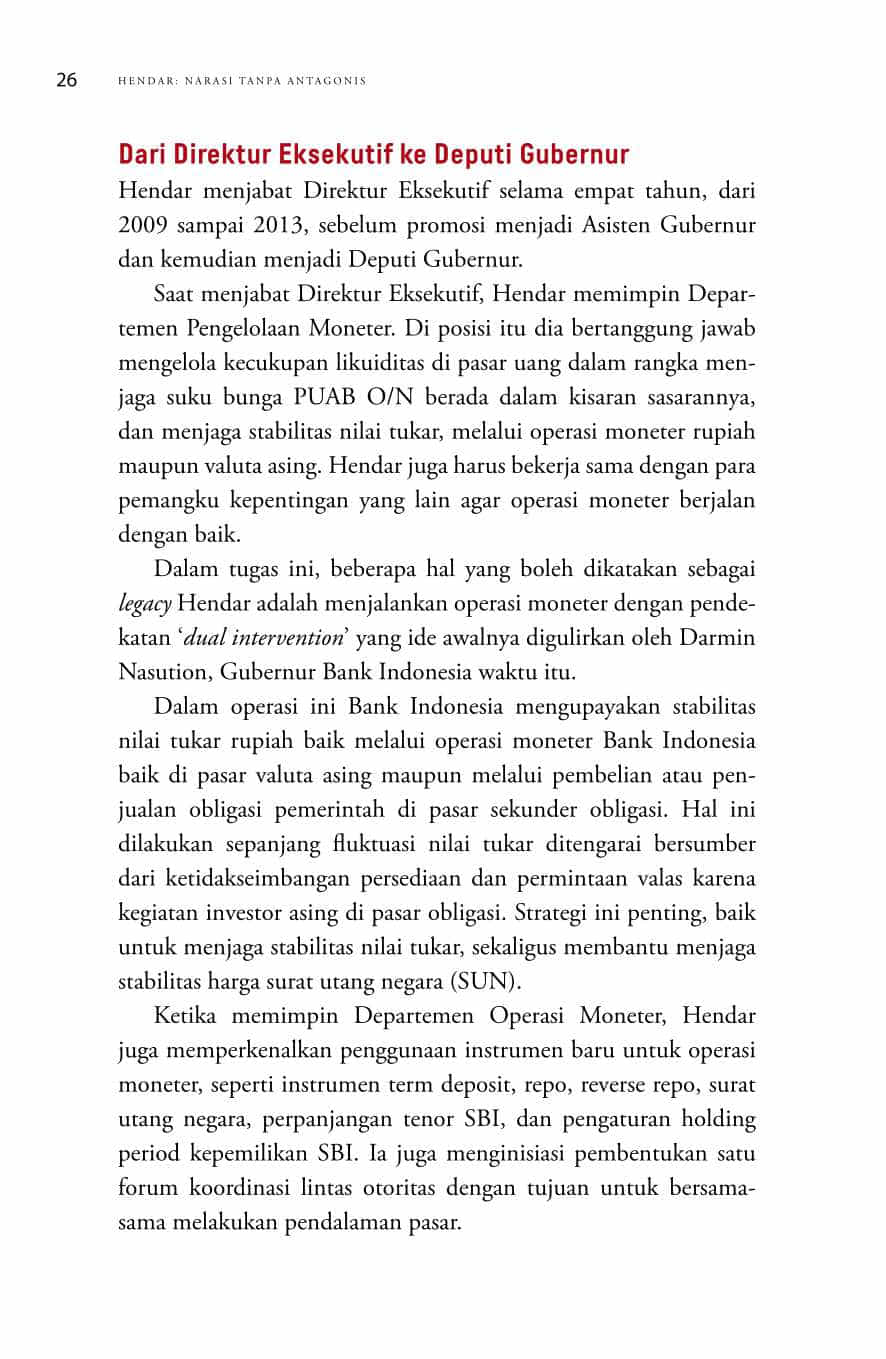 26 HENDAR: NARASI TANPA ANTAGONIS
Dari Direktur Eksekutif ke Deputi Gubernur
Hendar menjabat Direktur Eksekutif selama empat tahun, dari
2009 sampai 2013, sebelum promosi menjadi Asisten Gubernur
dan kemudian menjadi Deputi Gubernur.
Saat menjabat Direktur Eksekutif, Hendar memimpin Depar-
temen Pengelolaan Moneter. Di posisi itu dia bertanggung jawab
mengelola kecukupan likuiditas di pasar uang dalam rangka men-
jaga suku bunga PUAB O/N berada dalam kisaran sasarannya,
dan menjaga stabilitas nilai tukar, melalui operasi moneter rupiah
maupun valuta asing. Hendar juga harus bekerja sama dengan para
pemangku kepentingan yang lain agar operasi moneter berjalan
dengan baik.
Dalam tugas ini, beberapa hal yang boleh dikatakan sebagai
legacy Hendar adalah menjalankan operasi moneter dengan pende-
katan ‘dual intervention’ yang ide awalnya digulirkan oleh Darmin
Nasution, Gubernur Bank Indonesia waktu itu.
Dalam operasi ini Bank Indonesia mengupayakan stabilitas
nilai tukar rupiah baik melalui operasi moneter Bank Indonesia
baik di pasar valuta asing maupun melalui pembelian atau pen-
jualan obligasi pemerintah di pasar sekunder obligasi. Hal ini
dilakukan sepanjang fluktuasi nilai tukar ditengarai bersumber
dari ketidakseimbangan persediaan dan permintaan valas karena
kegiatan investor asing di pasar obligasi. Strategi ini penting, baik
untuk menjaga stabilitas nilai tukar, sekaligus membantu menjaga
stabilitas harga surat utang negara (SUN).
Ketika memimpin Departemen Operasi Moneter, Hendar
juga memperkenalkan penggunaan instrumen baru untuk operasi
moneter, seperti instrumen term deposit, repo, reverse repo, surat
utang negara, perpanjangan tenor SBI, dan pengaturan holding
period kepemilikan SBI. Ia juga menginisiasi pembentukan satu
forum koordinasi lintas otoritas dengan tujuan untuk bersama-
sama melakukan pendalaman pasar.